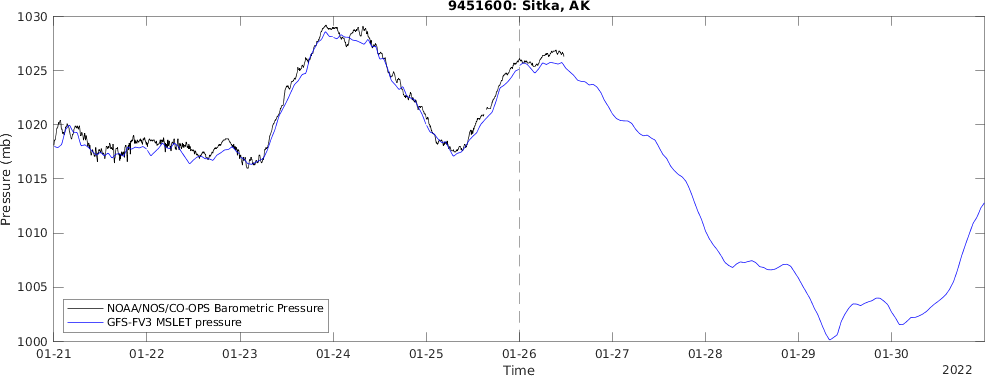 9451600: Sitka, AK
1030
1025
1020
1015
1010
1005
1000
Pressure (mb)
NOAA/NOS/CO-OPS Barometric Pressure
GFS-FV3 MSLET pressure
01-21 01-22 01-23 01-24 01-25 01-26 01-27 01-28 01-29 01-30
Time
2022